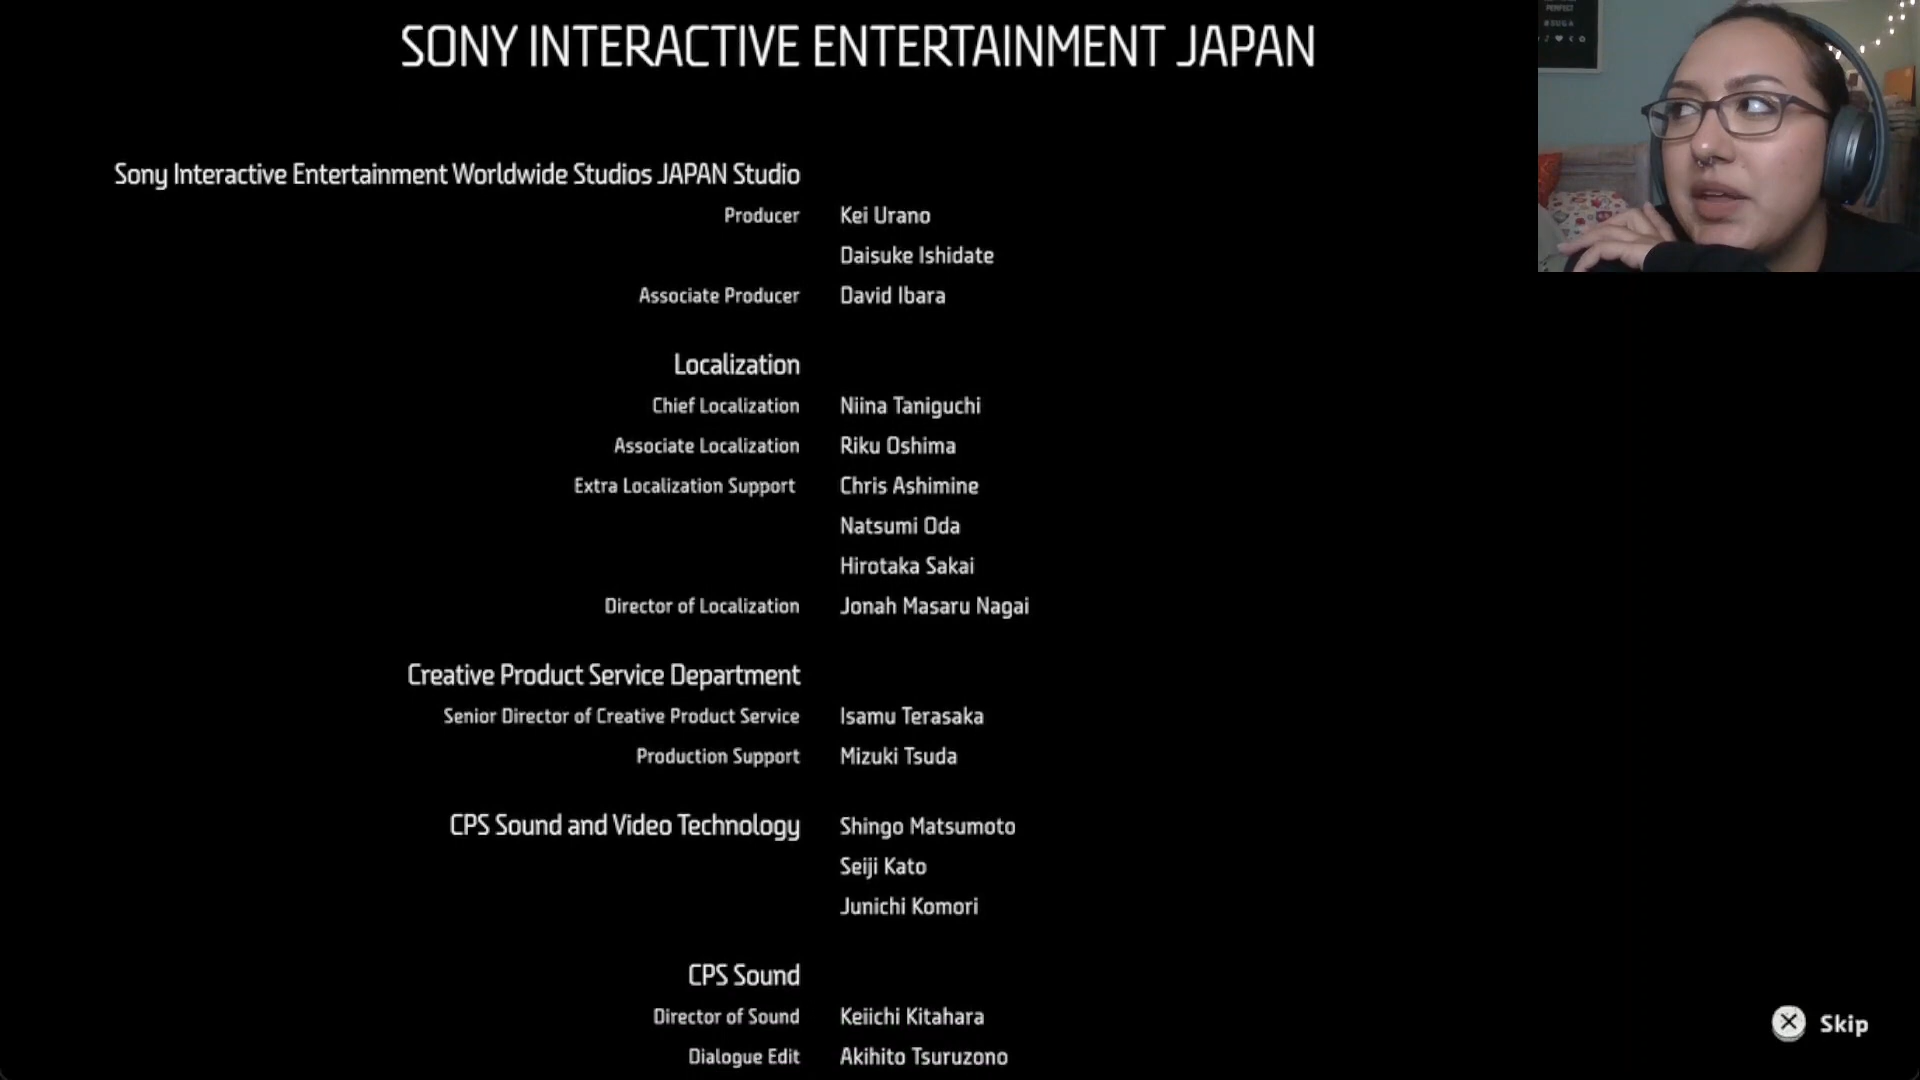 SONY INTERACTIVE ENTERTAINMENT JAPAN
Sony Interactive Entertainment Worldwide Studios JAPAN Studio
Producer Kei Urano
Daisuke Ishidate
Associate Producer David Ibara
Localization
Chief Localization Niina Taniguchi
Associate Localization Riku Oshima
Extra Localization Support Chris Ashimine
Natsumi Oda
Hirotaka Sakai
Director of Localization Jonah Masaru Nagai
Creative Product Service Department
Senior Director of Creative Product Service Isamu Terasaka
Production Support Mizuki Tsuda
CPS Sound and Video Technology Shingo Matsumoto
Seiji Kato
Junichi Komori
CPS Sound
Director of Sound Keiichi Kitahara
Dialogue Edit Akihito Tsuruzono
Skip
PERFECT